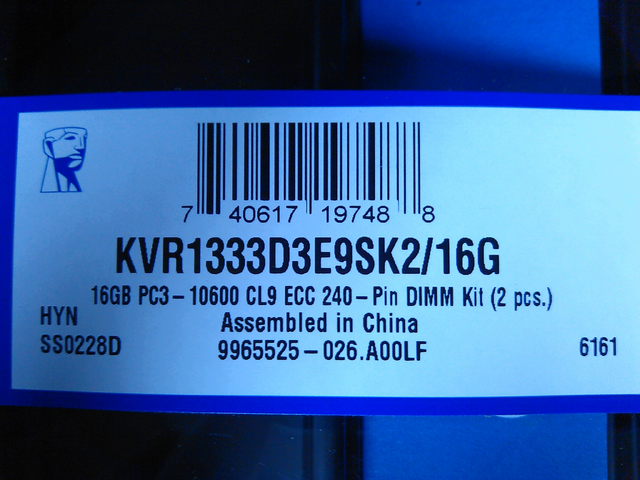 7 40617 19748 8
KVR1333D3E9SK2/16G
16GB PC3-10600 CL9 ECC 240-Pin DIMM Kit (2 pcs.)
HYN Assembled in China
SS0228D 9965525-026.A00LF 6161